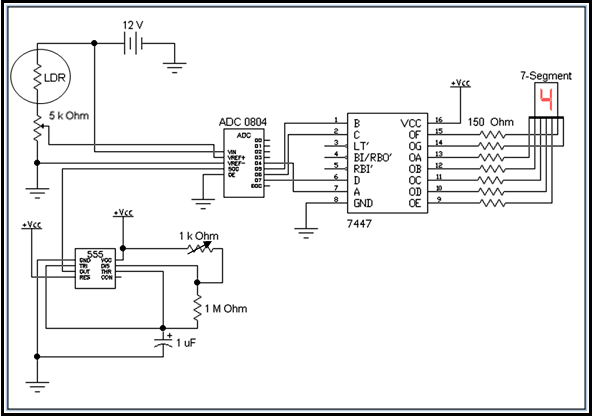 12 V
LDR
5 k Ohm
ADC 0804
ADC
VIN
VREF+
VREF-
SOC
OE
D0
D1
D2
D3
D4
D5
D6
D7
EOC
1 B
2 C
3 LT'
4 BI/RBO'
5 RBI'
6 D
7 A
8 GND
VCC 16
OF 15
OG 14
OA 13
OB 12
OC 11
OD 10
OE 9
7447
+Vcc
150 Ohm
7-Segment
4
+Vcc
+Vcc
555
GND
TRI
OUT
RES
VCC
DIS
THR
CON
1 k Ohm
1 M Ohm
+
1 uF